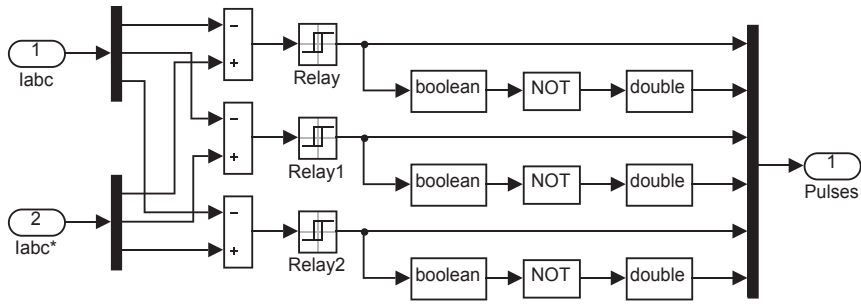 1
Iabc
−
+
Relay
boolean
NOT
double
−
+
Relay1
boolean
NOT
double
1
Pulses
2
Iabc*
−
+
Relay2
boolean
NOT
double